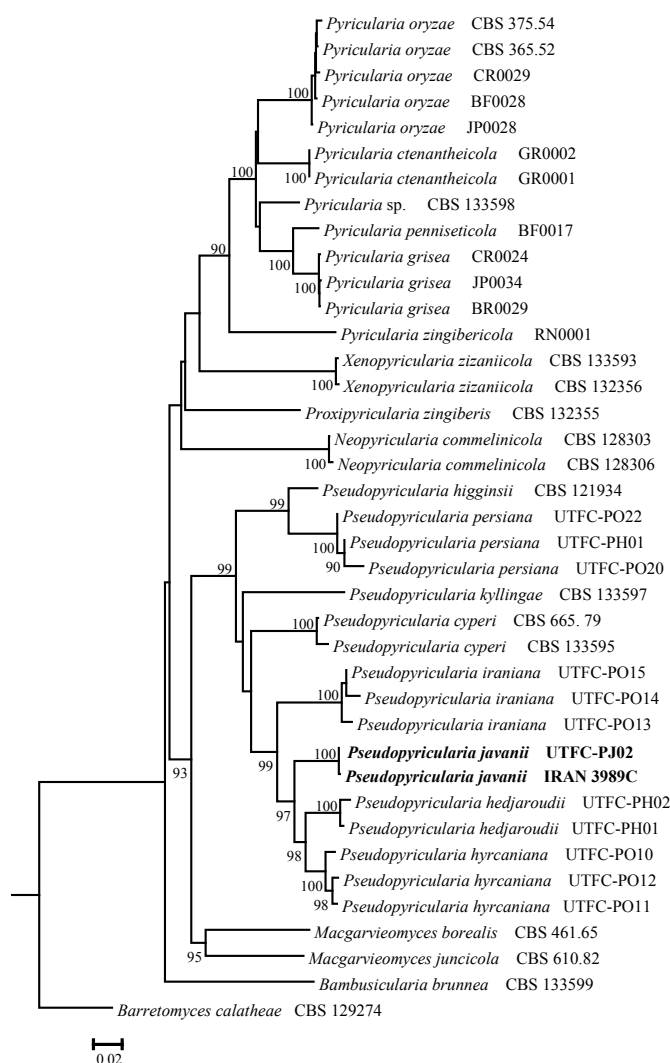 Pyricularia oryzae CBS 375.54
Pyricularia oryzae CBS 365.52
Pyricularia oryzae CR0029
100
Pyricularia oryzae BF0028
Pyricularia oryzae JP0028
Pyricularia ctenantheicola GR0002
100
100
Pyricularia ctenantheicola GR0001
Pyricularia sp. CBS 133598
Pyricularia penniseticola BF0017
90
100
Pyricularia grisea CR0024
100
Pyricularia grisea JP0034
Pyricularia grisea BR0029
Pyricularia zingibericola RN0001
Xenopyricularia zizaniicola CBS 133593
100
Xenopyricularia zizaniicola CBS 132356
Proxipyricularia zingiberis CBS 132355
Neopyricularia commelinicola CBS 128303
100
Neopyricularia commelinicola CBS 128306
Pseudopyricularia higginsii CBS 121934
99
Pseudopyricularia persiana UTFC-PO22
100
Pseudopyricularia persiana UTFC-PH01
90
Pseudopyricularia persiana UTFC-PO20
99
Pseudopyricularia kyllingae CBS 133597
100
Pseudopyricularia cyperi CBS 665. 79
Pseudopyricularia cyperi CBS 133595
Pseudopyricularia iraniana UTFC-PO15
100
Pseudopyricularia iraniana UTFC-PO14
Pseudopyricularia iraniana UTFC-PO13
99
100
Pseudopyricularia javanii UTFC-PJ02
93
Pseudopyricularia javanii IRAN 3989C
100
Pseudopyricularia hedjaroudii UTFC-PH02
97
Pseudopyricularia hedjaroudii UTFC-PH01
98
Pseudopyricularia hyrcaniana UTFC-PO10
100
Pseudopyricularia hyrcaniana UTFC-PO12
98
Pseudopyricularia hyrcaniana UTFC-PO11
Macgarvieomyces borealis CBS 461.65
95
Macgarvieomyces juncicola CBS 610.82
Bambusicularia brunnea CBS 133599
Barretomyces calatheae CBS 129274
0.02